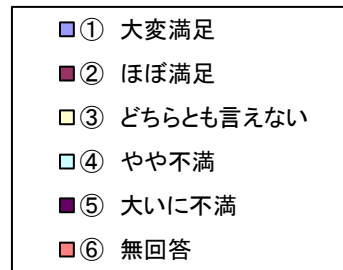 ① 大変満足
② ほぼ満足
③ どちらとも言えない
④ やや不満
⑤ 大いに不満
⑥ 無回答